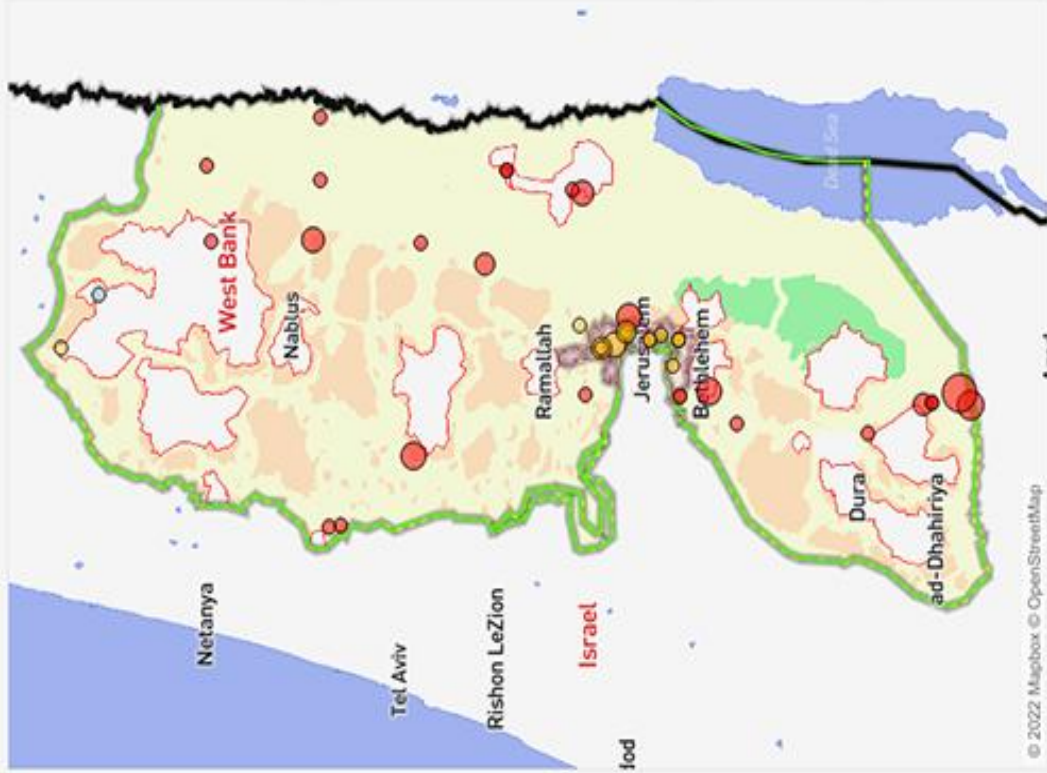 West Bank
Nablus
Netanya
Tel Aviv
Rishon LeZion
Ramallah
Israel
Jerusalem
Bethlehem
Dead Sea
Dura
ad-Dhahiriya
© 2022 Mapbox © OpenStreetMap